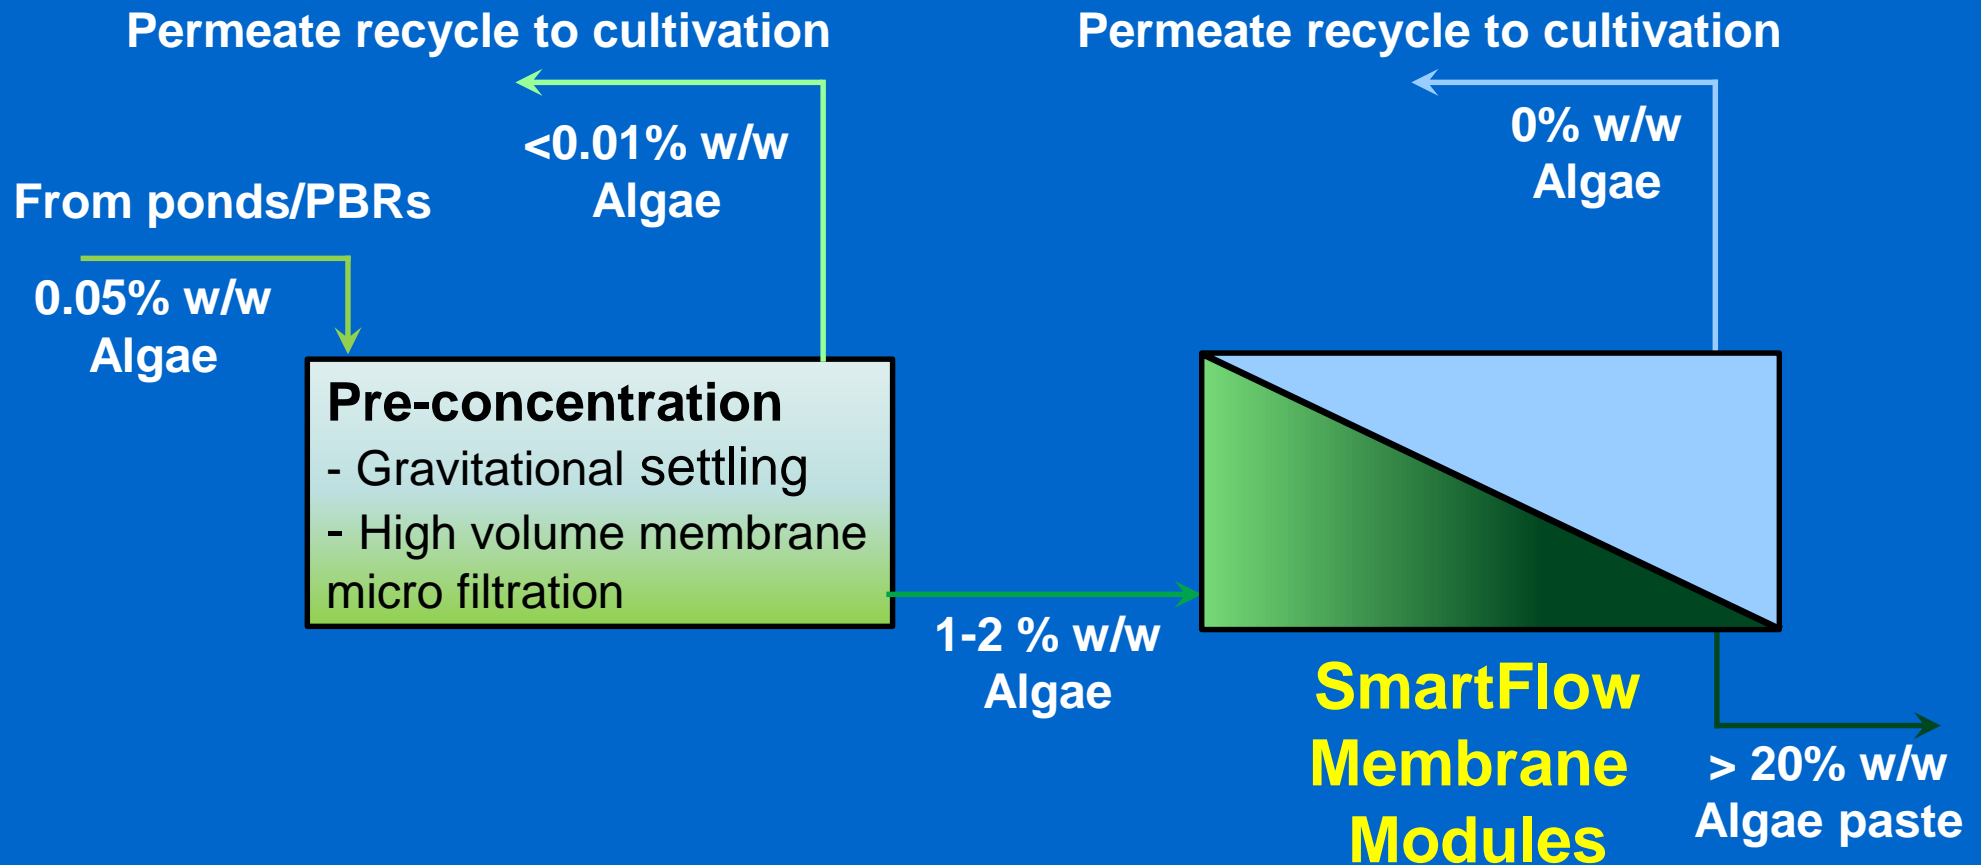 Permeate recycle to cultivation
Permeate recycle to cultivation
<0.01% w/w
Algae
0% w/w
Algae
From ponds/PBRs
0.05% w/w
Algae
Pre-concentration
- Gravitational settling
- High volume membrane
micro filtration
1-2 % w/w
Algae
SmartFlow
Membrane
Modules
> 20% w/w
Algae paste